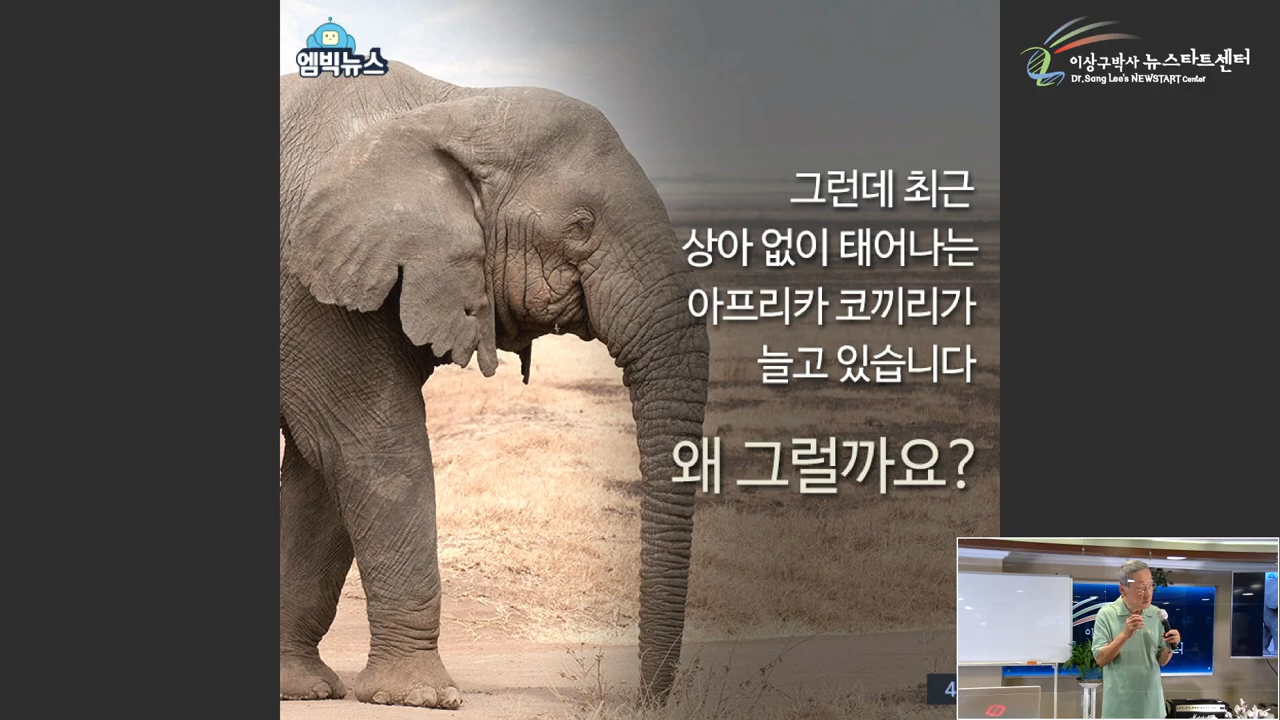 엠빅뉴스
이상구박사 뉴스타트센터
Dr. Sang Lee's NEWSTART Center
그런데 최근
상아 없이 태어나는
아프리카 코끼리가
늘고 있습니다
왜 그럴까요?
4